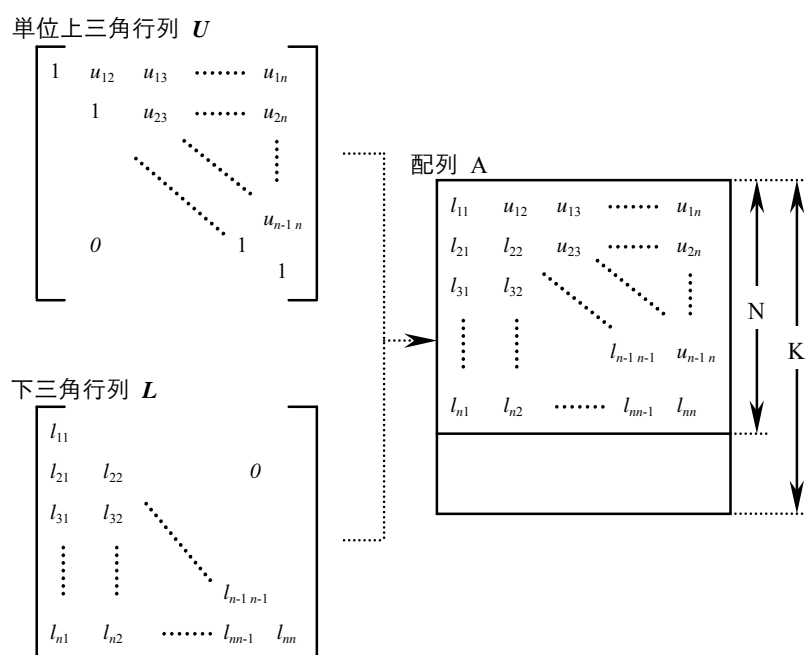 単位上三角行列 U
1 u12 u13 ······· u1n
1 u23 ······· u2n
un-1 n
0 1
1
下三角行列 L
l11
l21 l22 0
l31 l32
ln-1 n-1
ln1 ln2 ······· lnn-1 lnn
配列 A
l11 u12 u13 ······· u1n
l21 l22 u23 ······· u2n
l31 l32
ln-1 n-1 un-1 n
ln1 ln2 ······· lnn-1 lnn
N
K